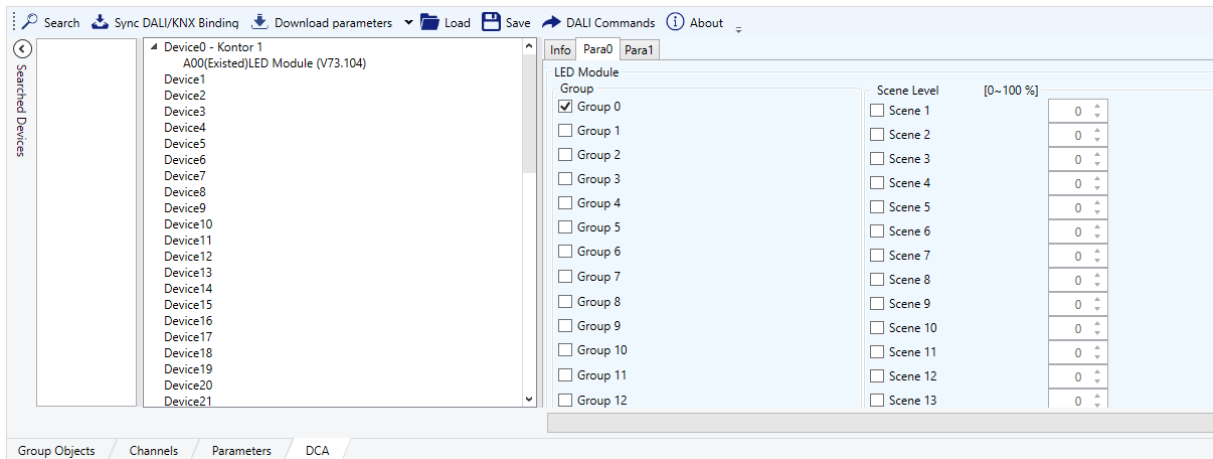 Search Sync DALI/KNX Binding Download parameters Load Save DALI Commands About
Searched Devices
Device0 - Kontor 1
A00(Existed)LED Module (V73.104)
Device1
Device2
Device3
Device4
Device5
Device6
Device7
Device8
Device9
Device10
Device11
Device12
Device13
Device14
Device15
Device16
Device17
Device18
Device19
Device20
Device21
Info Para0 Para1
LED Module
Group
Group 0
Group 1
Group 2
Group 3
Group 4
Group 5
Group 6
Group 7
Group 8
Group 9
Group 10
Group 11
Group 12
Scene Level [0~100 %]
Scene 1 0
Scene 2 0
Scene 3 0
Scene 4 0
Scene 5 0
Scene 6 0
Scene 7 0
Scene 8 0
Scene 9 0
Scene 10 0
Scene 11 0
Scene 12 0
Scene 13 0
Group Objects Channels Parameters DCA